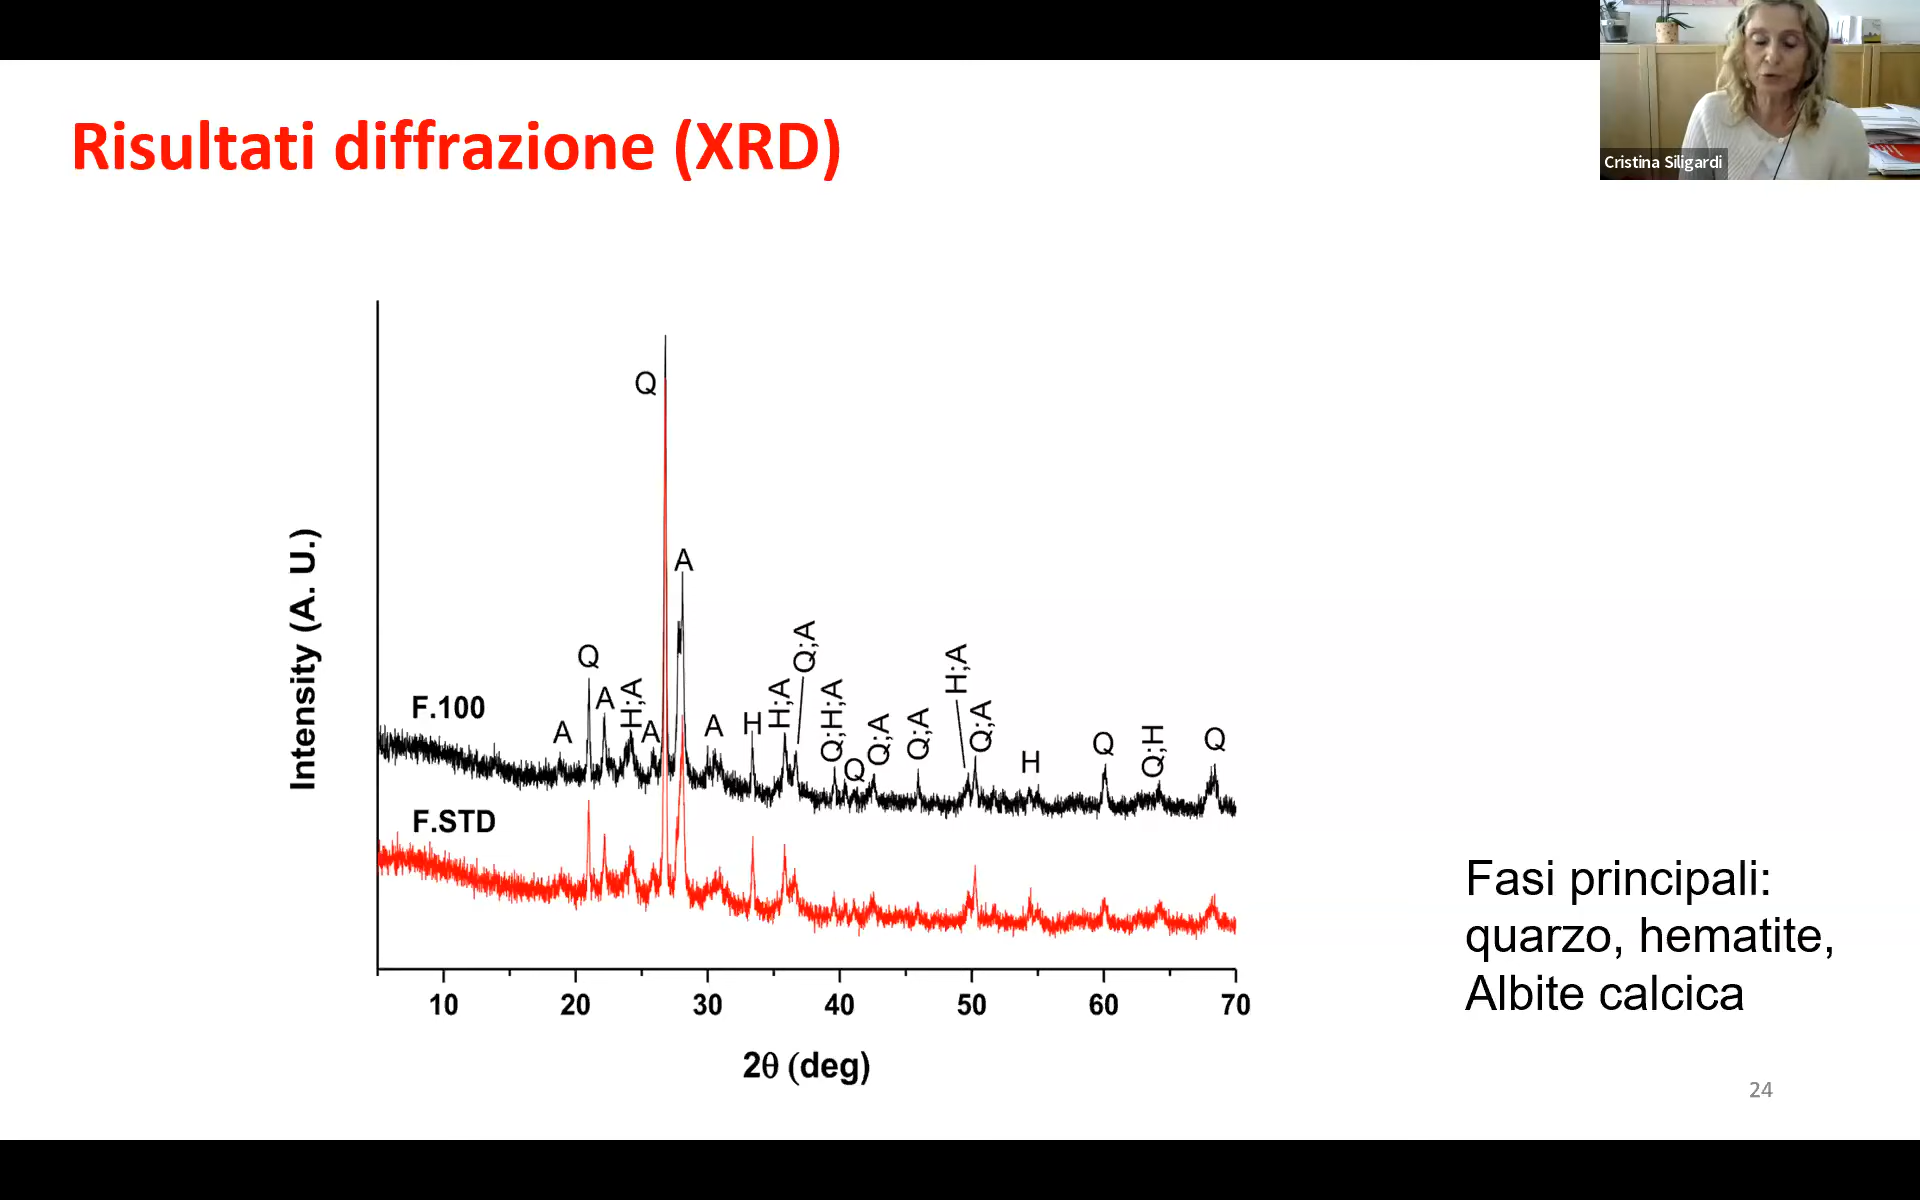 Cristina Siligardi
Risultati diffrazione (XRD)
Intensity (A. U.)
F.100
F.STD
A
Q
A
H;A
A
Q
A
A
H
H;A
Q;A
Q;H;A
Q
Q;A
Q;A
H;A
Q;A
H
Q
Q;H
Q
10 20 30 40 50 60 70
2θ (deg)
Fasi principali:
quarzo, hematite,
Albite calcica
24